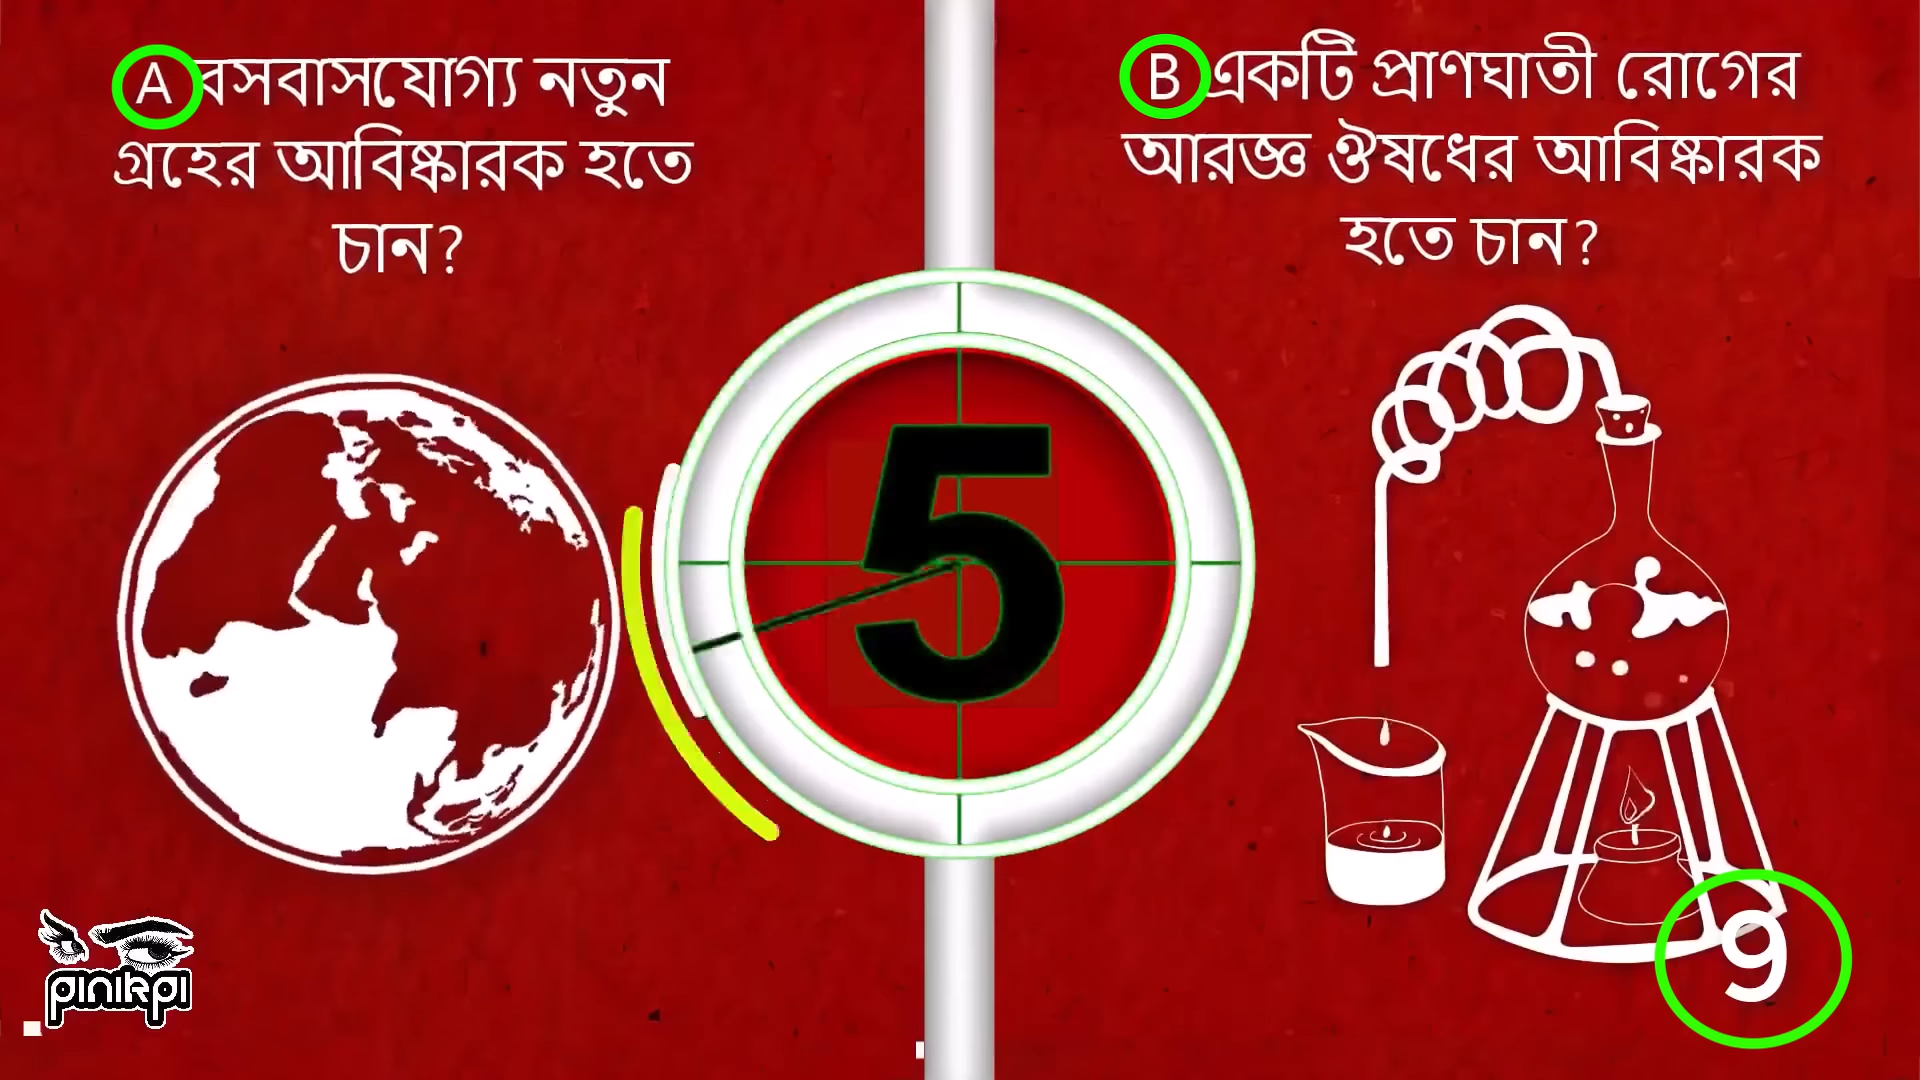 A বসবাসযোগ্য নতুন
গ্রহের আবিষ্কারক হতে
চান?
B একটি প্রাণঘাতী রোগের
আরজ্ঞ ঔষধের আবিষ্কারক
হতে চান?
5
9
pinikpi